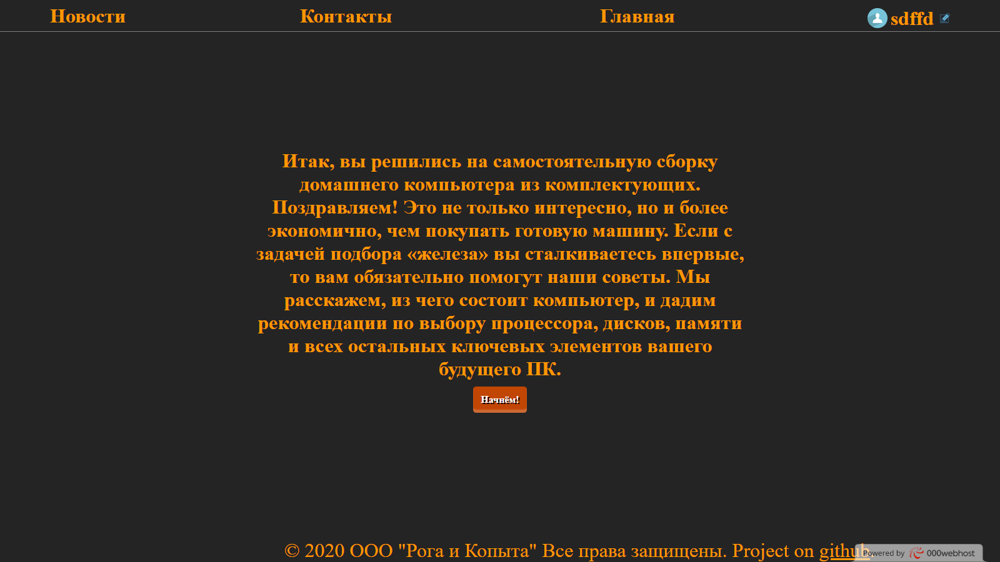 Новости
Контакты
Главная
sdffd
Итак, вы решились на самостоятельную сборку
домашнего компьютера из комплектующих.
Поздравляем! Это не только интересно, но и более
экономично, чем покупать готовую машину. Если с
задачей подбора «железа» вы сталкиваетесь впервые,
то вам обязательно помогут наши советы. Мы
расскажем, из чего состоит компьютер, и дадим
рекомендации по выбору процессора, дисков, памяти
и всех остальных ключевых элементов вашего
будущего ПК.
Начнём!
© 2020 ООО "Рога и Копыта" Все права защищены. Project on github
Powered by 000webhost